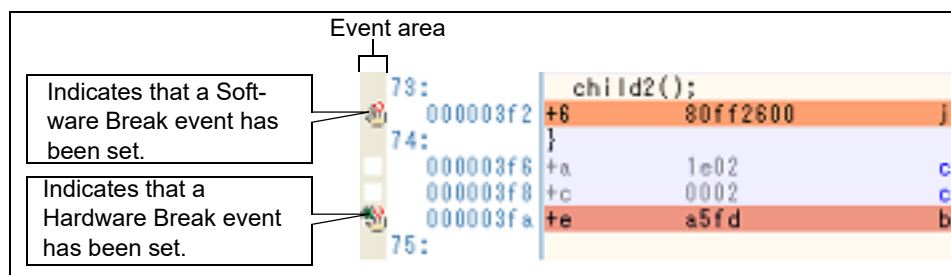 Event area
Indicates that a Soft-
ware Break event has
been set.
Indicates that a
Hardware Break event
has been set.
73: child2();
000003f2 +6 80ff2600 j
74: }
000003f6 +a 1e02 c
000003f8 +c 0002 c
000003fa +e a5fd b
75: